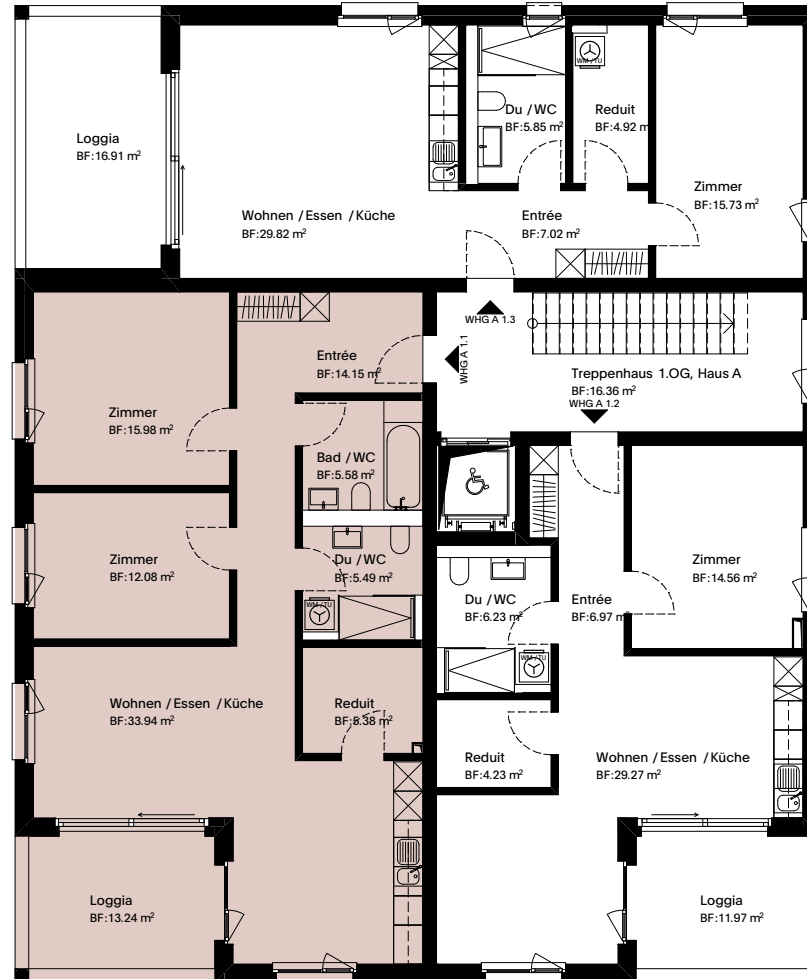 Loggia
BF:16.91 m²
Wohnen / Essen / Küche
BF:29.82 m²
Du / WC
BF:5.85 m²
WM / TU
Reduit
BF:4.92 m
Zimmer
BF:15.73 m²
Entrée
BF:7.02 m²
Entrée
BF:14.15 m²
WHG A 1.3
WHG A 1.1
Treppenhaus 1.OG, Haus A
BF:16.36 m²
WHG A 1.2
Zimmer
BF:15.98 m²
Bad / WC
BF:5.58 m²
Zimmer
BF:12.08 m²
Du / WC
BF:5.49 m²
WM / TU
Du / WC
BF:6.23 m²
WM / TU
Entrée
BF:6.97 m²
Zimmer
BF:14.56 m²
Wohnen / Essen / Küche
BF:33.94 m²
Reduit
BF:5.38 m²
Reduit
BF:4.23 m²
Wohnen / Essen / Küche
BF:29.27 m²
Loggia
BF:13.24 m²
Loggia
BF:11.97 m²